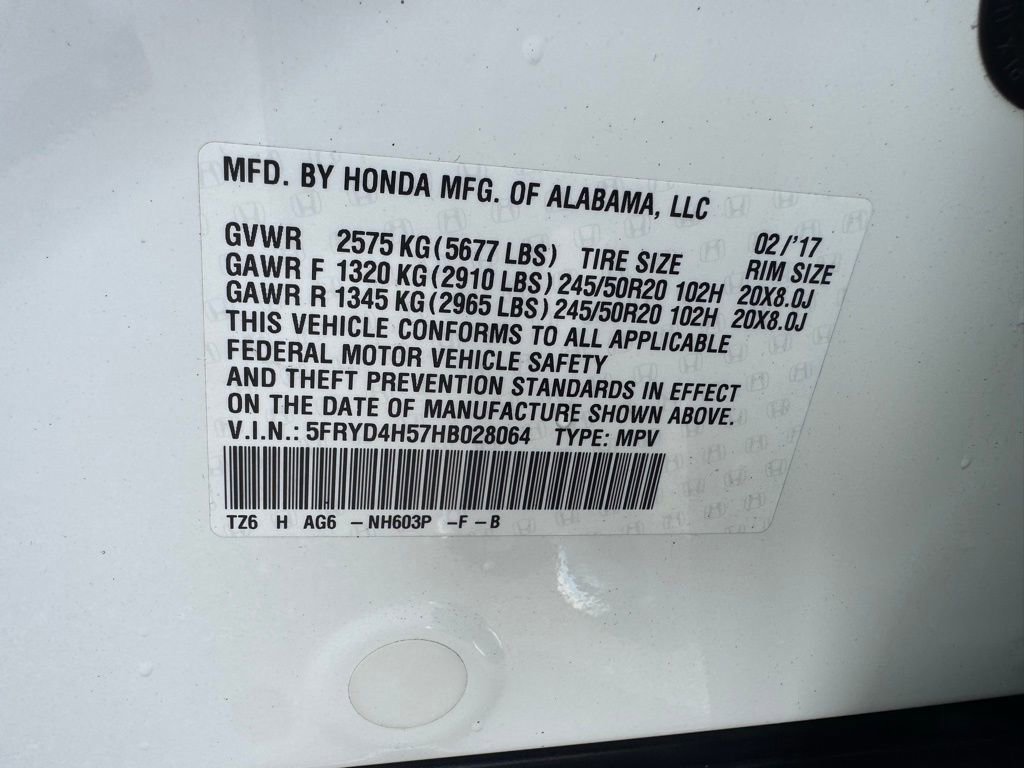 MFD. BY HONDA MFG. OF ALABAMA, LLC
GVWR 2575 KG (5677 LBS) TIRE SIZE 02/'17 RIM SIZE
GAWR F 1320 KG (2910 LBS) 245/50R20 102H 20X8.0J
GAWR R 1345 KG (2965 LBS) 245/50R20 102H 20X8.0J
THIS VEHICLE CONFORMS TO ALL APPLICABLE
FEDERAL MOTOR VEHICLE SAFETY
AND THEFT PREVENTION STANDARDS IN EFFECT
ON THE DATE OF MANUFACTURE SHOWN ABOVE.
V.I.N.: 5FRYD4H57HB028064 TYPE: MPV
TZ6 H AG6 -NH603P -F -B